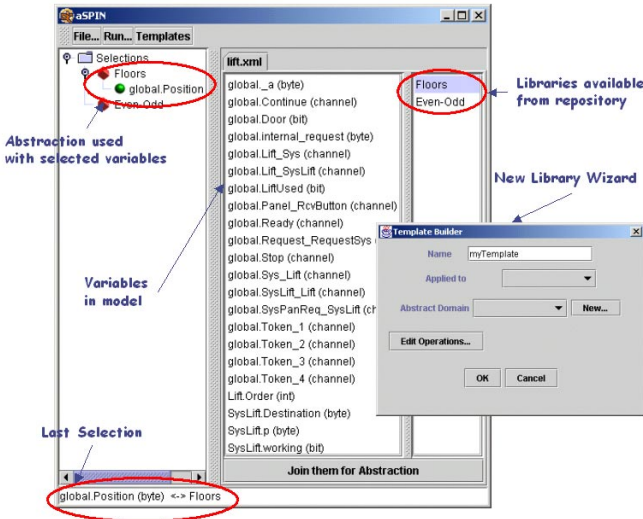 aSPIN
File... Run... Templates
Selections
Floors
global.Position
Even-Odd
Abstraction used
with selected variables
Variables
in model
Last Selection
lift.xml
global._a (byte)
global.Continue (channel)
global.Door (bit)
global.internal_request (byte)
global.Lift_Sys (channel)
global.Lift_SysLift (channel)
global.LiftUsed (bit)
global.Panel_RcvButton (channel)
global.Ready (channel)
global.Request_RequestSys (
global.Stop (channel)
global.Sys_Lift (channel)
global.SysLift_Lift (channel)
global.SysPanReq_SysLift (ch
global.Token_1 (channel)
global.Token_2 (channel)
global.Token_3 (channel)
global.Token_4 (channel)
Lift.Order (int)
SysLift.Destination (byte)
SysLift.p (byte)
SysLift.working (bit)
Floors
Even-Odd
Libraries available
from repository
New Library Wizard
Template Builder
Name myTemplate
Applied to
Abstract Domain New...
Edit Operations...
OK Cancel
Join them for Abstraction
global.Position (byte) <-> Floors